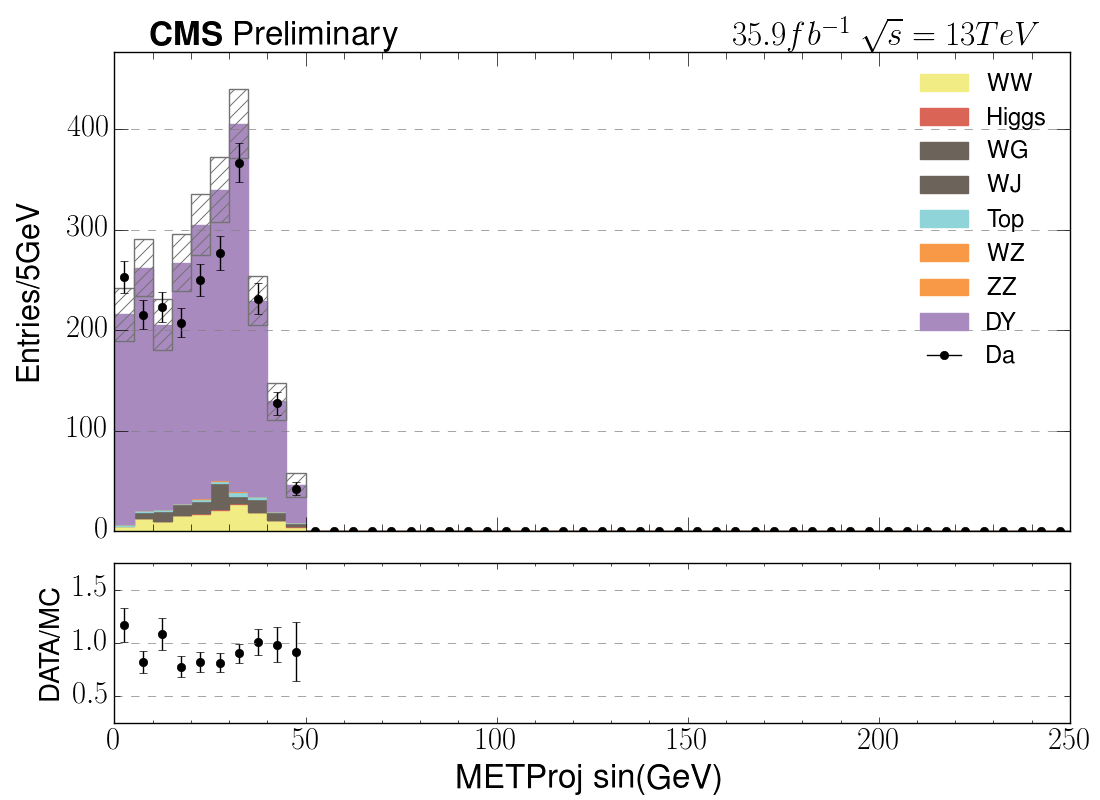 CMS Preliminary
35.9fb⁻¹ √s = 13TeV
WW
Higgs
WG
WJ
Top
WZ
ZZ
DY
Da
Entries/5GeV
400
300
200
100
0
DATA/MC
1.5
1.0
0.5
0 50 100 150 200 250
METProj sin(GeV)